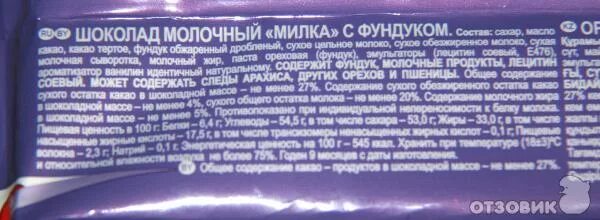 RU BY ШОКОЛАД МОЛОЧНЫЙ «МИЛКА» С ФУНДУКОМ. Состав: сахар, масло
какао, какао тертое, фундук обжаренный дробленый, сухое цельное молоко, сухое обезжиренное молоко, сухая
молочная сыворотка, молочный жир, паста ореховая (фундук), эмульгаторы (лецитин соевый, Е476),
ароматизатор ванилин идентичный натуральному. СОДЕРЖИТ ФУНДУК, МОЛОЧНЫЕ ПРОДУКТЫ, ЛЕЦИТИН
СОЕВЫЙ. МОЖЕТ СОДЕРЖАТЬ СЛЕДЫ АРАХИСА, ДРУГИХ ОРЕХОВ И ПШЕНИЦЫ. Общее содержание
сухого остатка какао в шоколадной массе – не менее 27%. Содержание сухого обезжиренного остатка какао
в шоколадной массе – не менее 4%, сухого общего остатка молока – не менее 20%. Содержание молочного жира
в шоколадной массе – не менее 5%. Противопоказано при индивидуальной непереносимости к белку молока.
Пищевая ценность в 100 г: Белки – 6,4 г; Углеводы – 54,5 г, в том числе сахара – 53,0 г; Жиры – 33,0 г, в том числе
насыщенные жирные кислоты – 17,5 г, в том числе трансизомеры ненасыщенных жирных кислот – 0,1 г; Пищевые
волокна – 2,3 г; Натрий – 0,1 г. Энергетическая ценность на 100 г – 545 ккал. Хранить при температуре (18±3)°С
и относительной влажности воздуха не более 75%. Годен 9 месяцев с даты изготовления.
BY Общее содержание какао-продуктов в шоколадной массе – не менее 27%.
KZ ОР
Құрамы
ОТЗОВИК